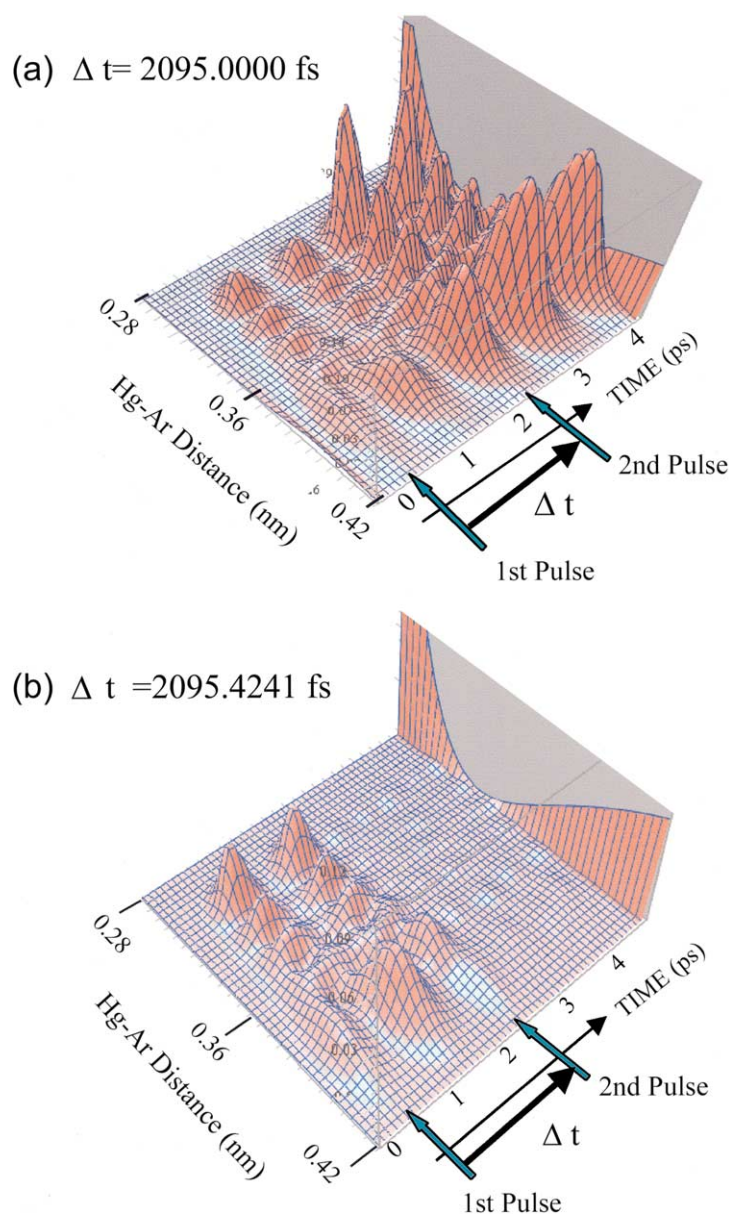 (a) Δ t= 2095.0000 fs
0.28
0.36
0.42
Hg-Ar Distance (nm)
0
1
2
3
4
TIME (ps)
2nd Pulse
Δ t
1st Pulse
(b) Δ t =2095.4241 fs
0.28
0.36
0.42
Hg-Ar Distance (nm)
0.09
0.06
0.03
0
1
2
3
4
TIME (ps)
2nd Pulse
Δ t
1st Pulse